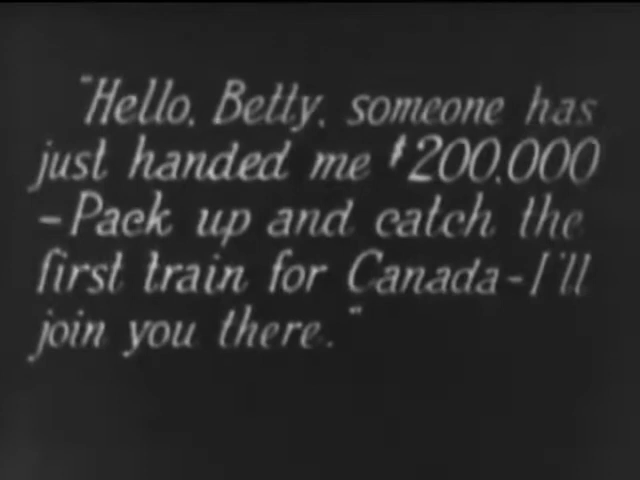 "Hello, Betty, someone has
just handed me $200,000
-Pack up and catch the
first train for Canada-I'll
join you there."